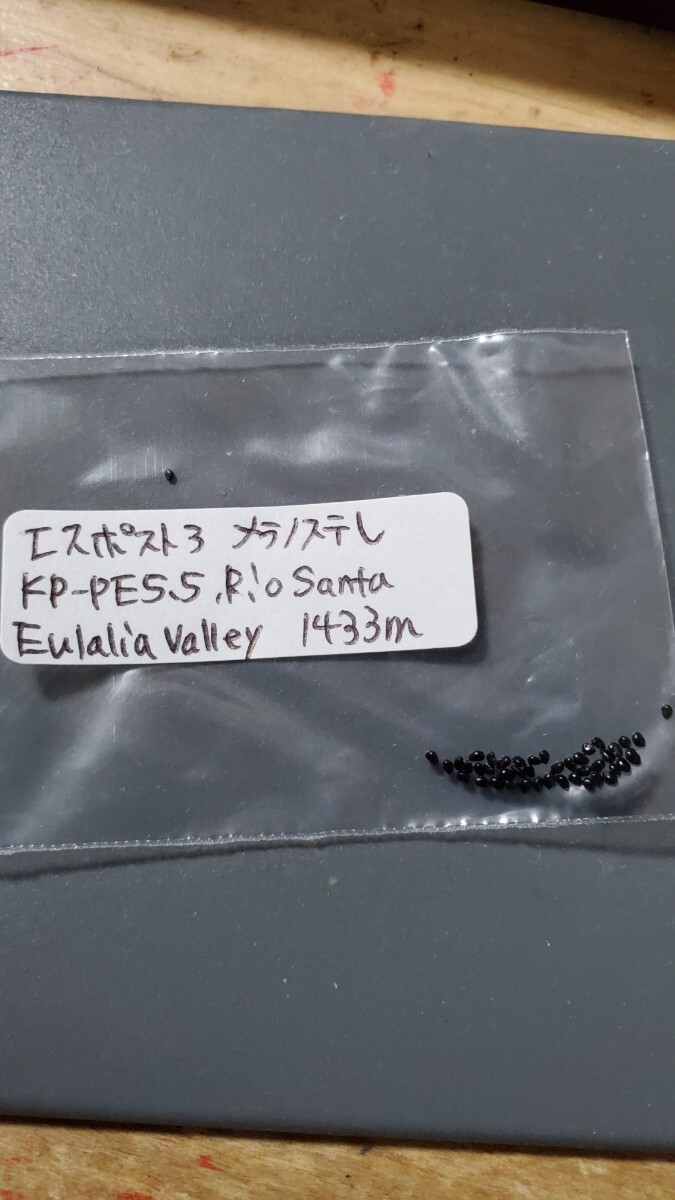 エスポストア メラノステレ
KP-PE5.5, Rio Santa
Eulalia Valley 1433m